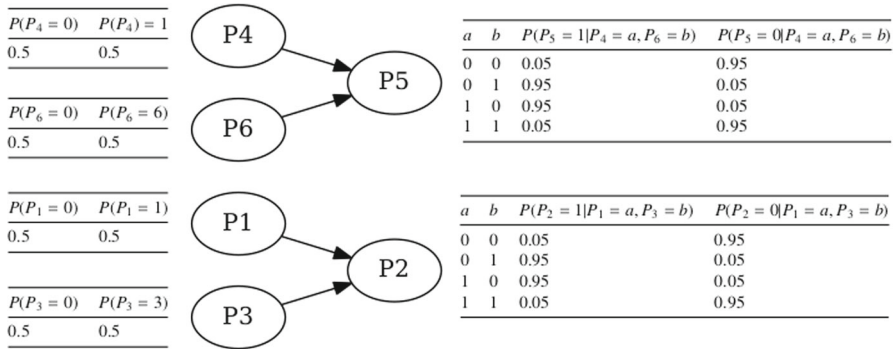 P(P4 = 0) P(P4) = 1
0.5 0.5
P4
P(P6 = 0) P(P6 = 6)
0.5 0.5
P6
P5
a b P(P5 = 1|P4 = a, P6 = b) P(P5 = 0|P4 = a, P6 = b)
0 0 0.05 0.95
0 1 0.95 0.05
1 0 0.95 0.05
1 1 0.05 0.95
P(P1 = 0) P(P1 = 1)
0.5 0.5
P1
P(P3 = 0) P(P3 = 3)
0.5 0.5
P3
P2
a b P(P2 = 1|P1 = a, P3 = b) P(P2 = 0|P1 = a, P3 = b)
0 0 0.05 0.95
0 1 0.95 0.05
1 0 0.95 0.05
1 1 0.05 0.95